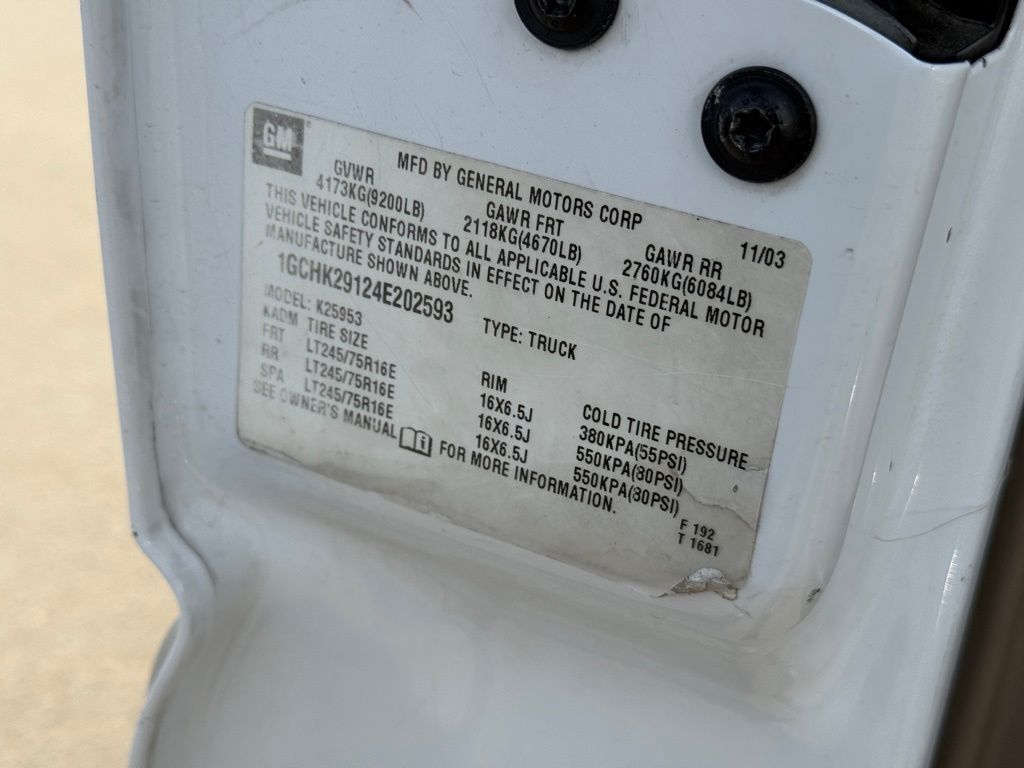 GM
MFD BY GENERAL MOTORS CORP 11/03
GVWR GAWR FRT GAWR RR
4173KG(9200LB) 2118KG(4670LB) 2760KG(6084LB)
THIS VEHICLE CONFORMS TO ALL APPLICABLE U.S. FEDERAL MOTOR
VEHICLE SAFETY STANDARDS IN EFFECT ON THE DATE OF
MANUFACTURE SHOWN ABOVE.
1GCHK29124E202593 TYPE: TRUCK
MODEL: K25953
KADM TIRE SIZE RIM COLD TIRE PRESSURE
FRT LT245/75R16E 16X6.5J 380KPA(55PSI)
RR LT245/75R16E 16X6.5J 550KPA(80PSI)
SPA LT245/75R16E 16X6.5J 550KPA(80PSI)
SEE OWNER'S MANUAL FOR MORE INFORMATION.
F 192
T 1681